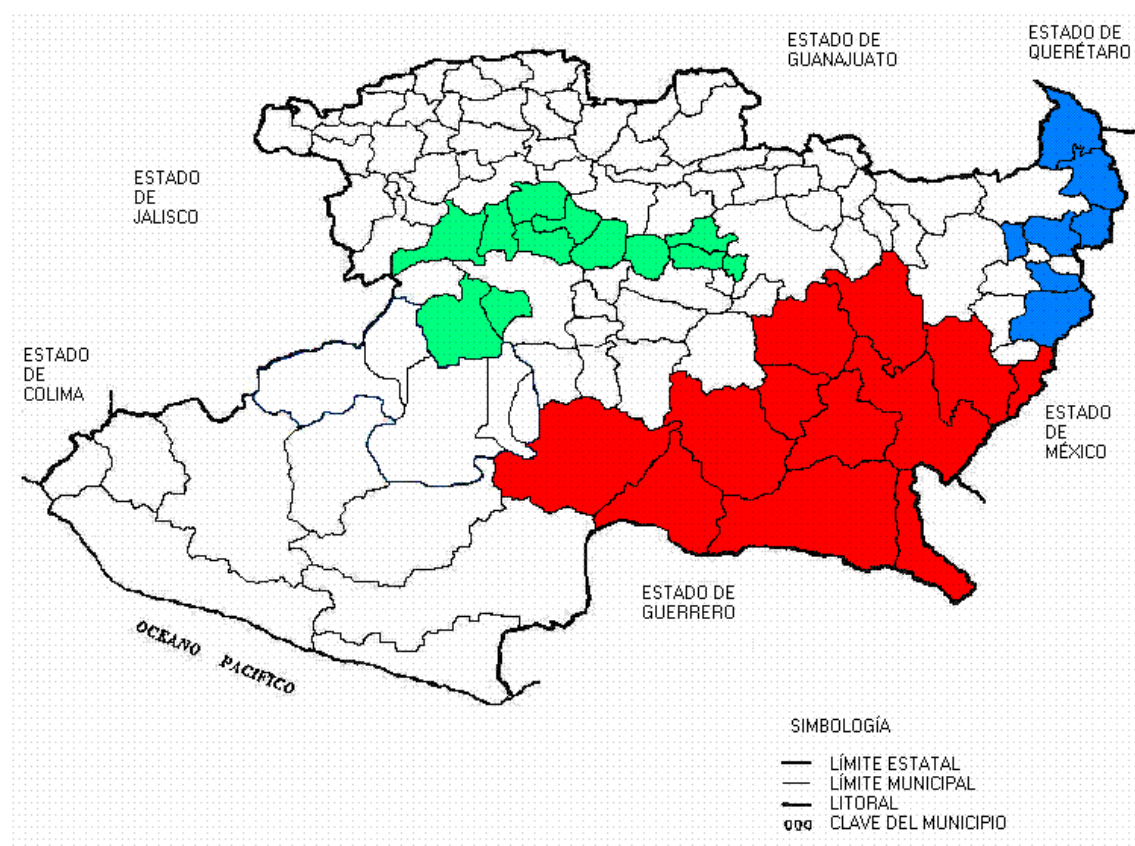 ESTADO DE
GUANAJUATO
ESTADO DE
QUERÉTARO
ESTADO
DE
JALISCO
ESTADO
DE
COLIMA
ESTADO
DE
MÉXICO
ESTADO DE
GUERRERO
OCEANO PACIFICO
SIMBOLOGÍA
LÍMITE ESTATAL
LÍMITE MUNICIPAL
LITORAL
000 CLAVE DEL MUNICIPIO